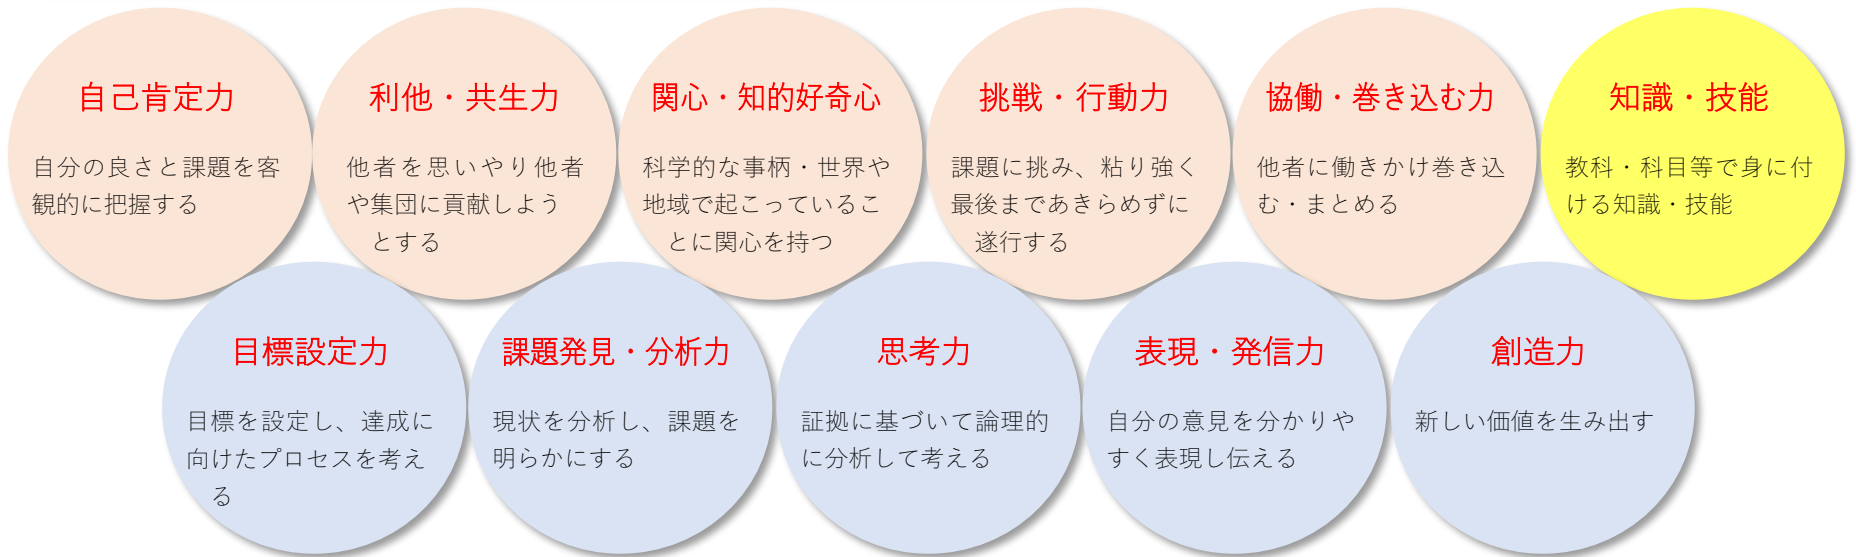 自己肯定力
自分の良さと課題を客
観的に把握する
利他・共生力
他者を思いやり他者
や集団に貢献しよう
とする
関心・知的好奇心
科学的な事柄・世界や
地域で起こっているこ
とに関心を持つ
挑戦・行動力
課題に挑み、粘り強く
最後まであきらめずに
遂行する
協働・巻き込む力
他者に働きかけ巻き込
む・まとめる
知識・技能
教科・科目等で身に付
ける知識・技能
目標設定力
目標を設定し、達成に
向けたプロセスを考え
る
課題発見・分析力
現状を分析し、課題を
明らかにする
思考力
証拠に基づいて論理的
に分析して考える
表現・発信力
自分の意見を分かりや
すく表現し伝える
創造力
新しい価値を生み出す